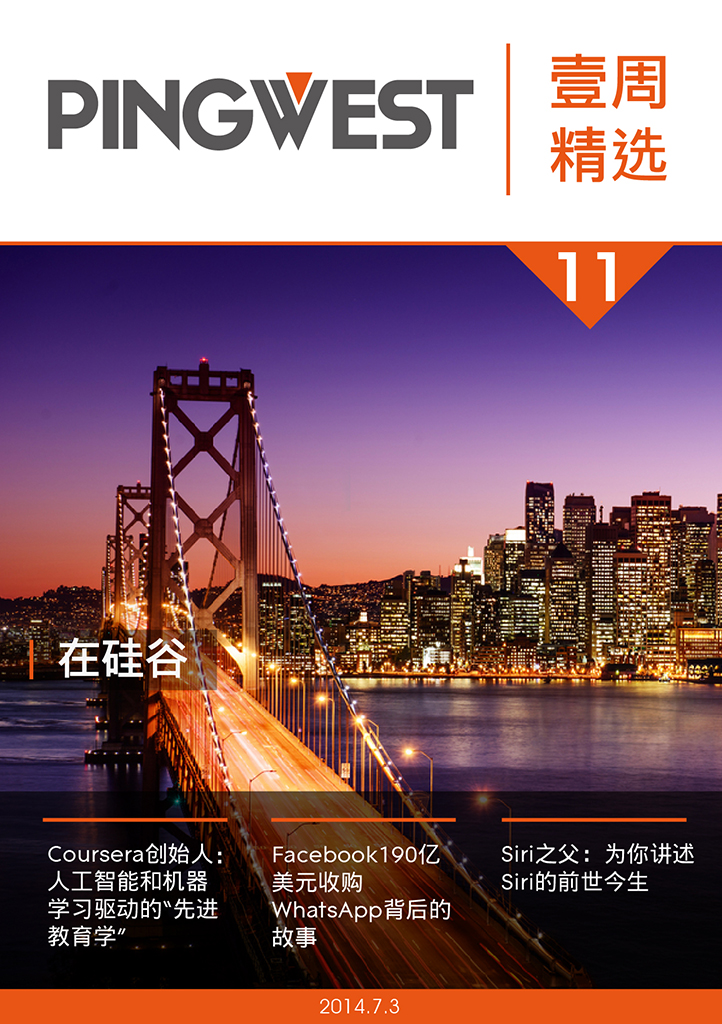 PINGWEST
壹周
精选
11
在硅谷
Coursera创始人:
人工智能和机器
学习驱动的“先进
教育学”
Facebook190亿
美元收购
WhatsApp背后的
故事
Siri之父：为你讲述
Siri的前世今生
2014.7.3